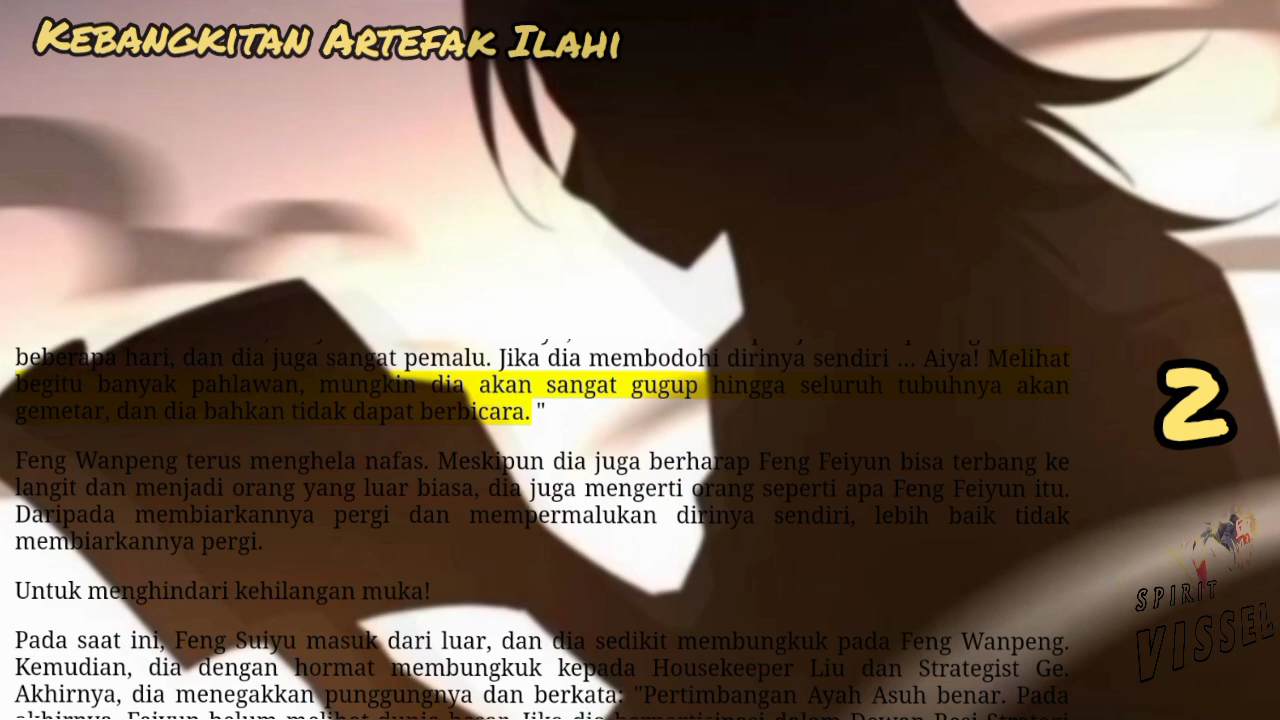 Kebangkitan Artefak Ilahi
beberapa hari, dan dia juga sangat pemalu. Jika dia membodohi dirinya sendiri ... Aiya! Melihat
begitu banyak pahlawan, mungkin dia akan sangat gugup hingga seluruh tubuhnya akan
gemetar, dan dia bahkan tidak dapat berbicara. "
2
Feng Wanpeng terus menghela nafas. Meskipun dia juga berharap Feng Feiyun bisa terbang ke
langit dan menjadi orang yang luar biasa, dia juga mengerti orang seperti apa Feng Feiyun itu.
Daripada membiarkannya pergi dan mempermalukan dirinya sendiri, lebih baik tidak
membiarkannya pergi.
Untuk menghindari kehilangan muka!
SPIRIT
VISSEL
Pada saat ini, Feng Suiyu masuk dari luar, dan dia sedikit membungkuk pada Feng Wanpeng.
Kemudian, dia dengan hormat membungkuk kepada Housekeeper Liu dan Strategist Ge.
Akhirnya, dia menegakkan punggungnya dan berkata: "Pertimbangan Ayah Asuh benar. Pada